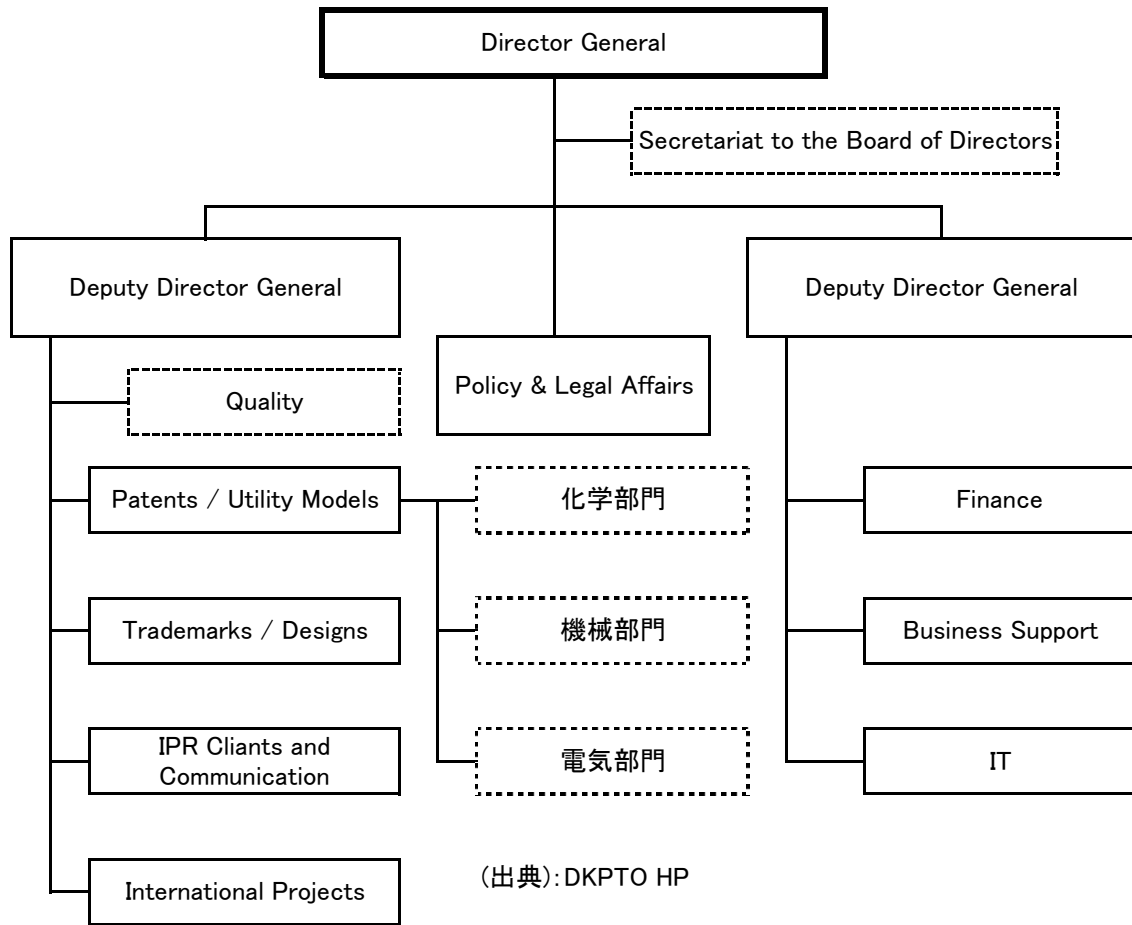 Director General
Secretariat to the Board of Directors
Deputy Director General
Deputy Director General
Policy & Legal Affairs
Quality
Patents / Utility Models
化学部門
Finance
Trademarks / Designs
機械部門
Business Support
IPR Cliants and
Communication
電気部門
IT
International Projects
(出典):DKPTO HP